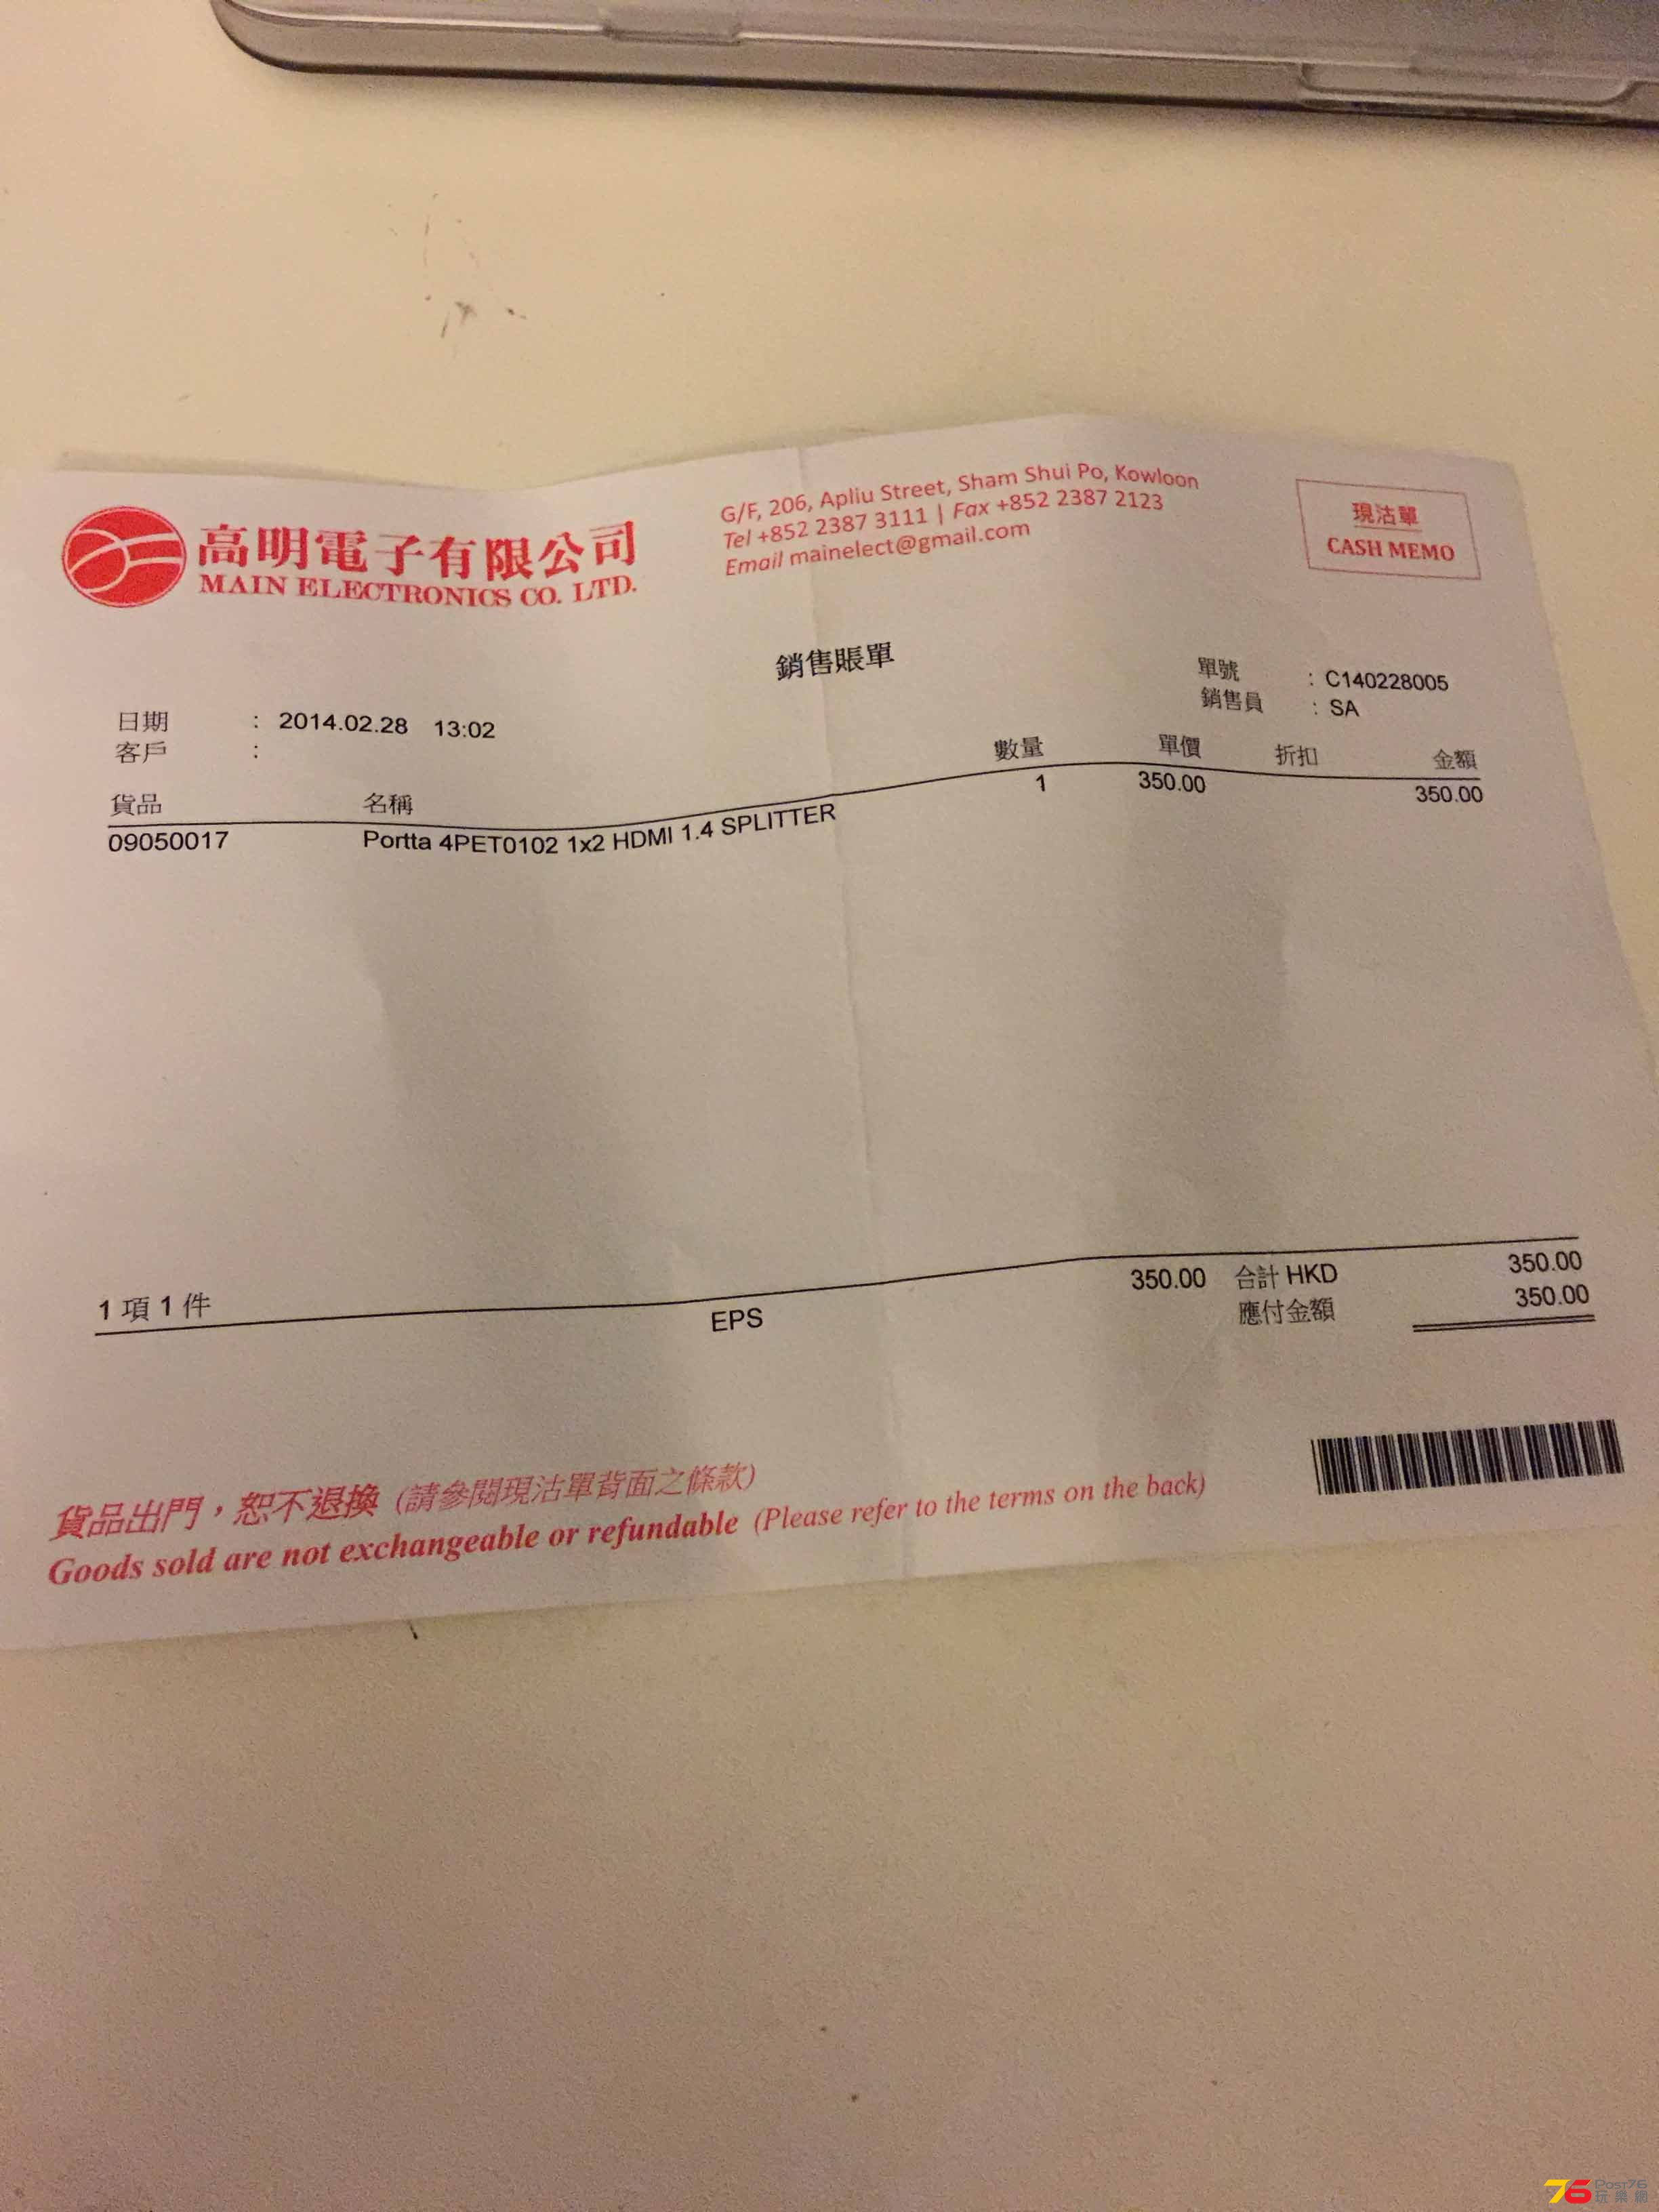 高明電子有限公司
MAIN ELECTRONICS CO. LTD.
G/F, 206, Apliu Street, Sham Shui Po, Kowloon
Tel +852 2387 3111 | Fax +852 2387 2123
Email mainelect@gmail.com
現沽單
CASH MEMO
銷售賬單
單號 : C140228005
銷售員 : SA
日期 : 2014.02.28 13:02
客戶 :
貨品 名稱 數量 單價 折扣 金額
09050017 Portta 4PET0102 1x2 HDMI 1.4 SPLITTER 1 350.00 350.00
1 項 1 件 350.00 合計 HKD 350.00
EPS 應付金額 350.00
貨品出門，恕不退換 (請參閱現沽單背面之條款)
Goods sold are not exchangeable or refundable (Please refer to the terms on the back)
76 Post76
玩樂網